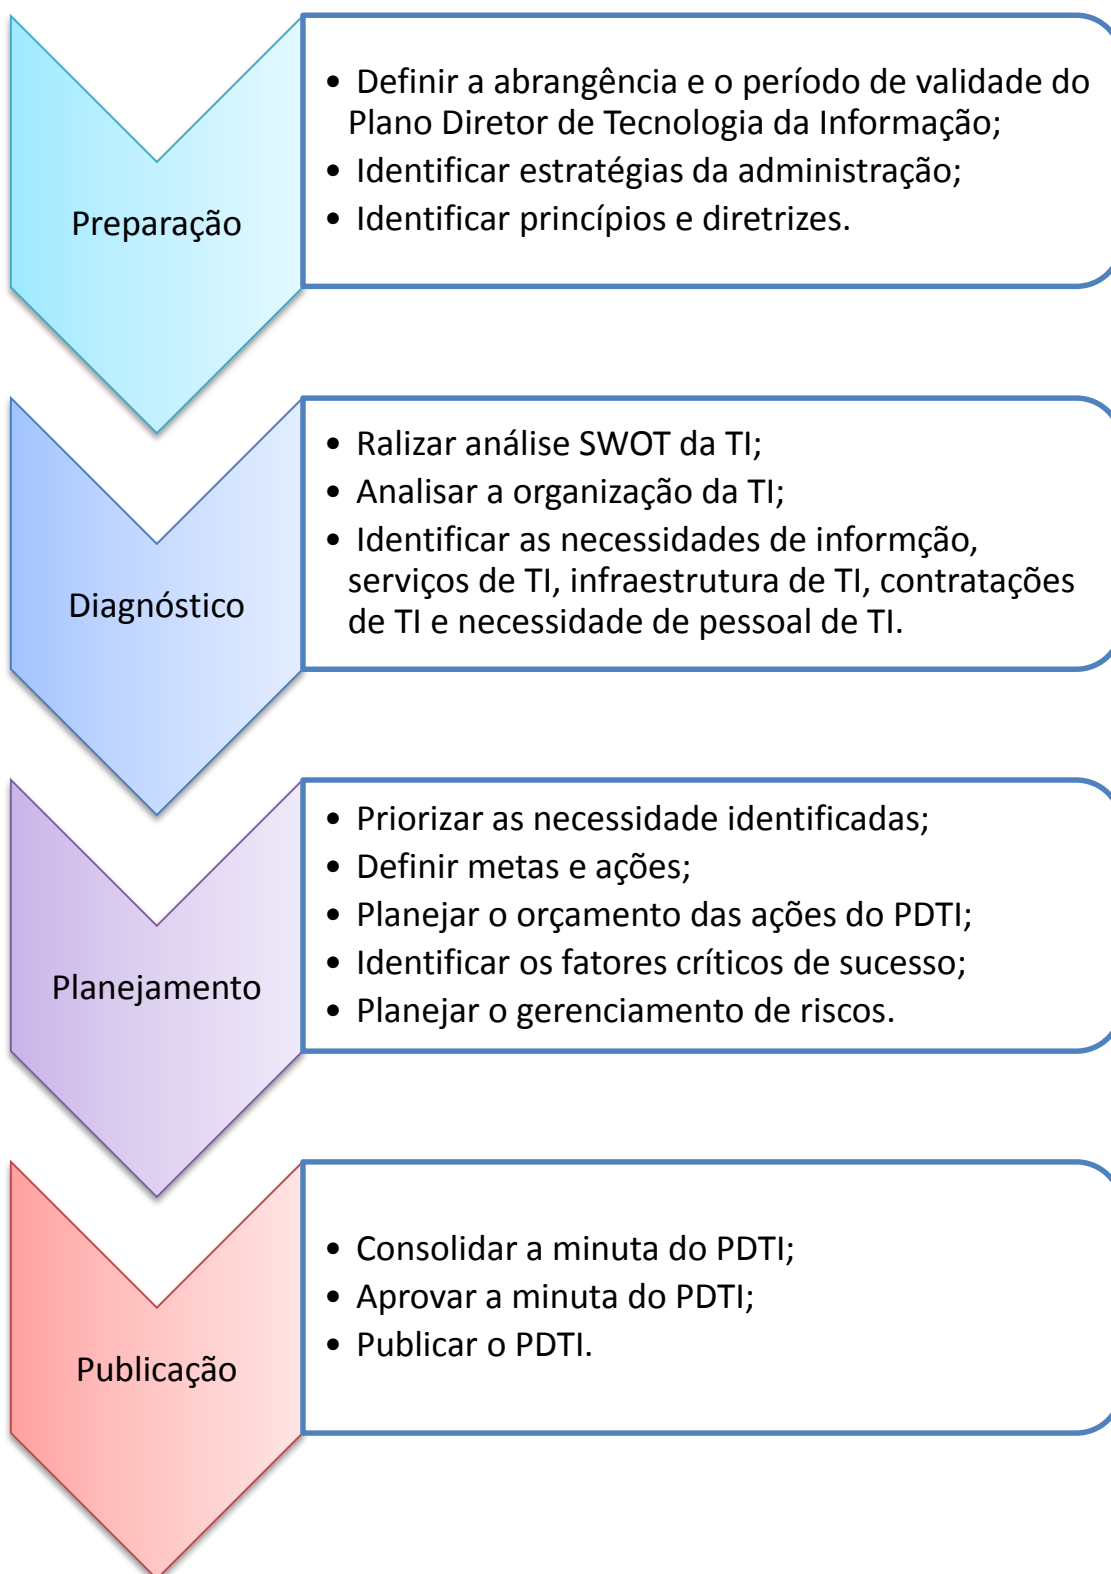 Preparação
• Definir a abrangência e o período de validade do
Plano Diretor de Tecnologia da Informação;
• Identificar estratégias da administração;
• Identificar princípios e diretrizes.
Diagnóstico
• Ralizar análise SWOT da TI;
• Analisar a organização da TI;
• Identificar as necessidades de informção,
serviços de TI, infraestrutura de TI, contratações
de TI e necessidade de pessoal de TI.
Planejamento
• Priorizar as necessidade identificadas;
• Definir metas e ações;
• Planejar o orçamento das ações do PDTI;
• Identificar os fatores críticos de sucesso;
• Planejar o gerenciamento de riscos.
Publicação
• Consolidar a minuta do PDTI;
• Aprovar a minuta do PDTI;
• Publicar o PDTI.